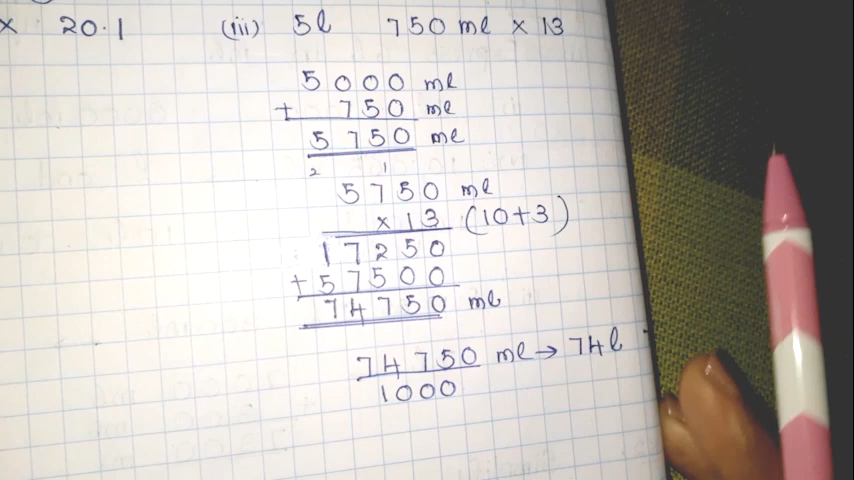 x 20.1 (iii) 5l 750 ml x 13
5000 ml
+ 750 ml
5750 ml
2 1
5750 ml
x 13 (10+3)
17250
+ 57500
74750 ml
74750 ml → 74l
1000